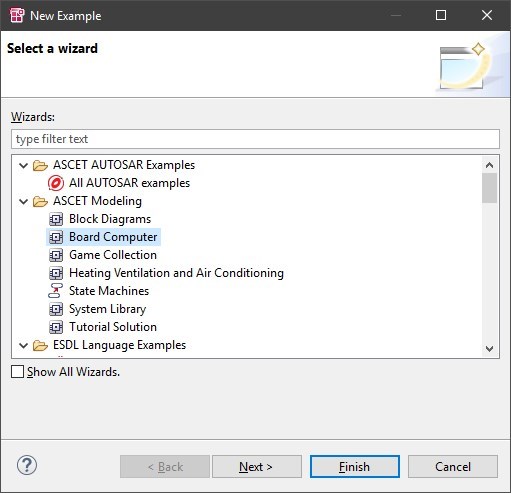 New Example
Select a wizard
Wizards:
type filter text
ASCET AUTOSAR Examples
All AUTOSAR examples
ASCET Modeling
Block Diagrams
Board Computer
Game Collection
Heating Ventilation and Air Conditioning
State Machines
System Library
Tutorial Solution
ESDL Language Examples
Show All Wizards.
? < Back Next > Finish Cancel